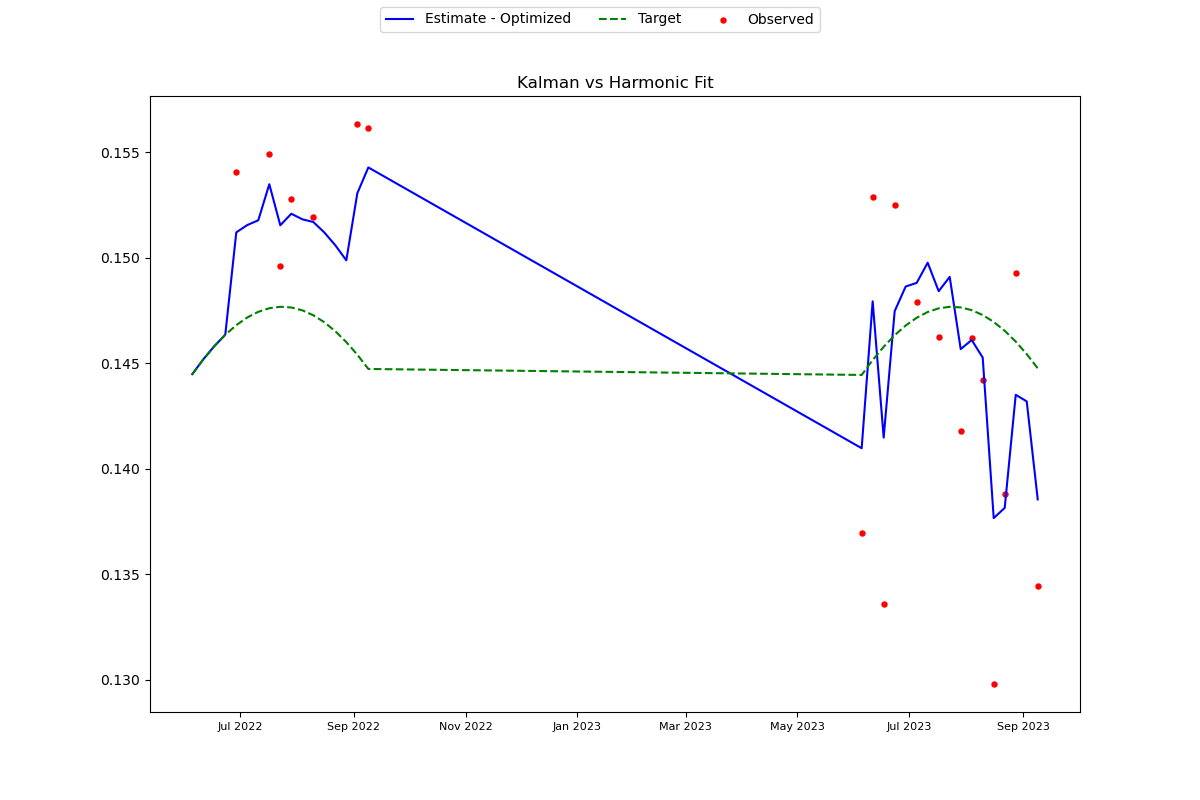 Estimate - Optimized Target Observed
Kalman vs Harmonic Fit
0.155
0.150
0.145
0.140
0.135
0.130
Jul 2022 Sep 2022 Nov 2022 Jan 2023 Mar 2023 May 2023 Jul 2023 Sep 2023